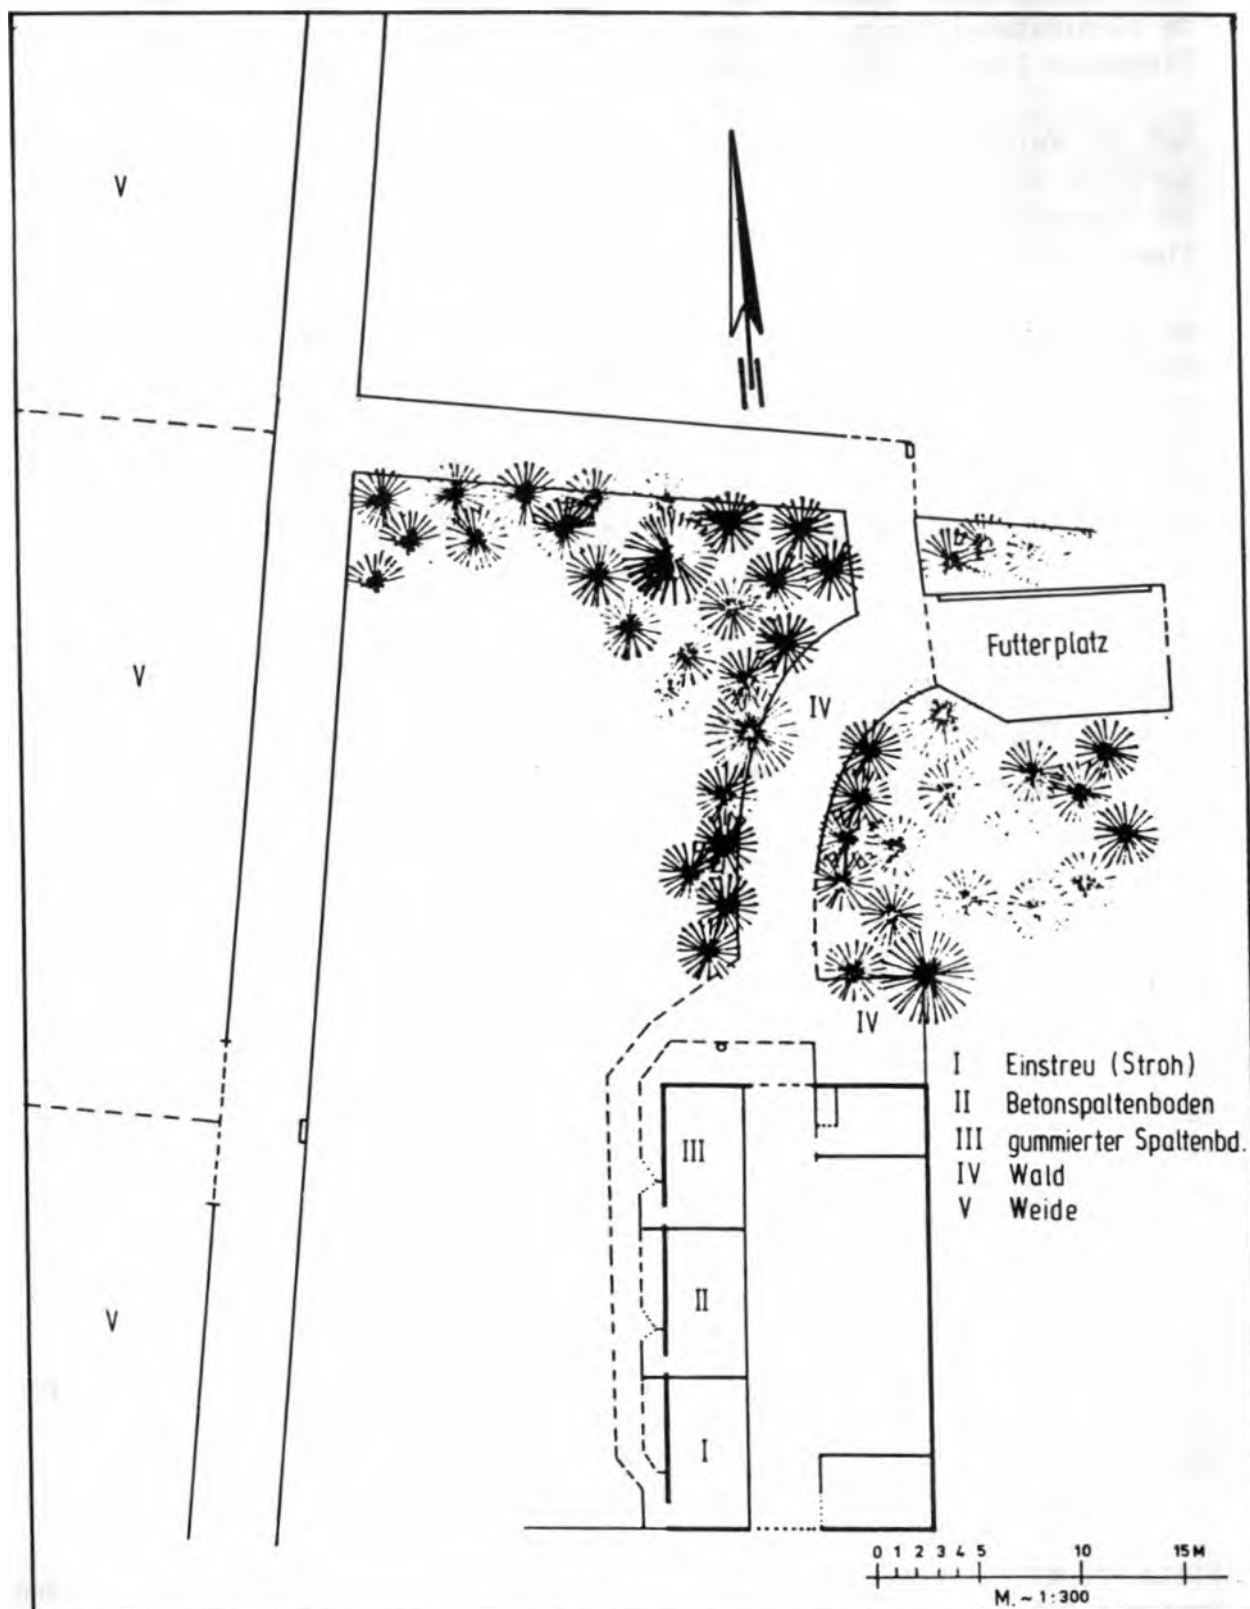 V
V
Futterplatz
IV
IV
I Einstreu (Stroh)
II Betonspaltenboden
III gummierter Spaltenbd.
IV Wald
V Weide
III
II
V
I
0 1 2 3 4 5 10 15M
M. ~ 1:300